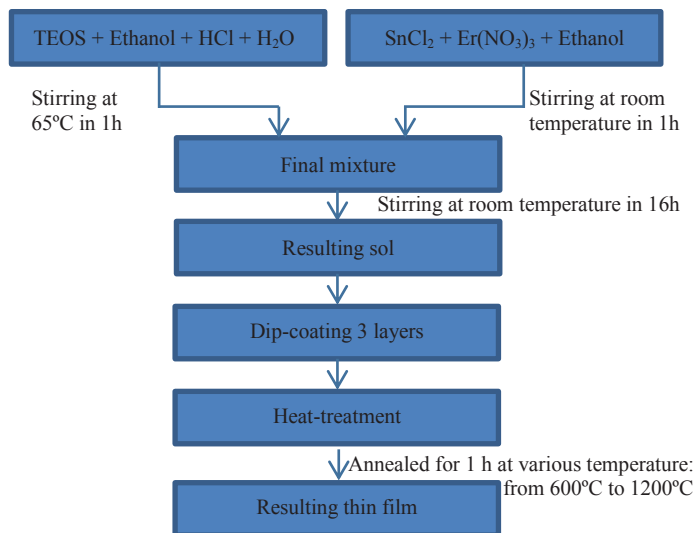 TEOS + Ethanol + HCl + H₂O
SnCl₂ + Er(NO₃)₃ + Ethanol
Stirring at
65ºC in 1h
Stirring at room
temperature in 1h
Final mixture
Stirring at room temperature in 16h
Resulting sol
Dip-coating 3 layers
Heat-treatment
Annealed for 1 h at various temperature:
from 600ºC to 1200ºC
Resulting thin film